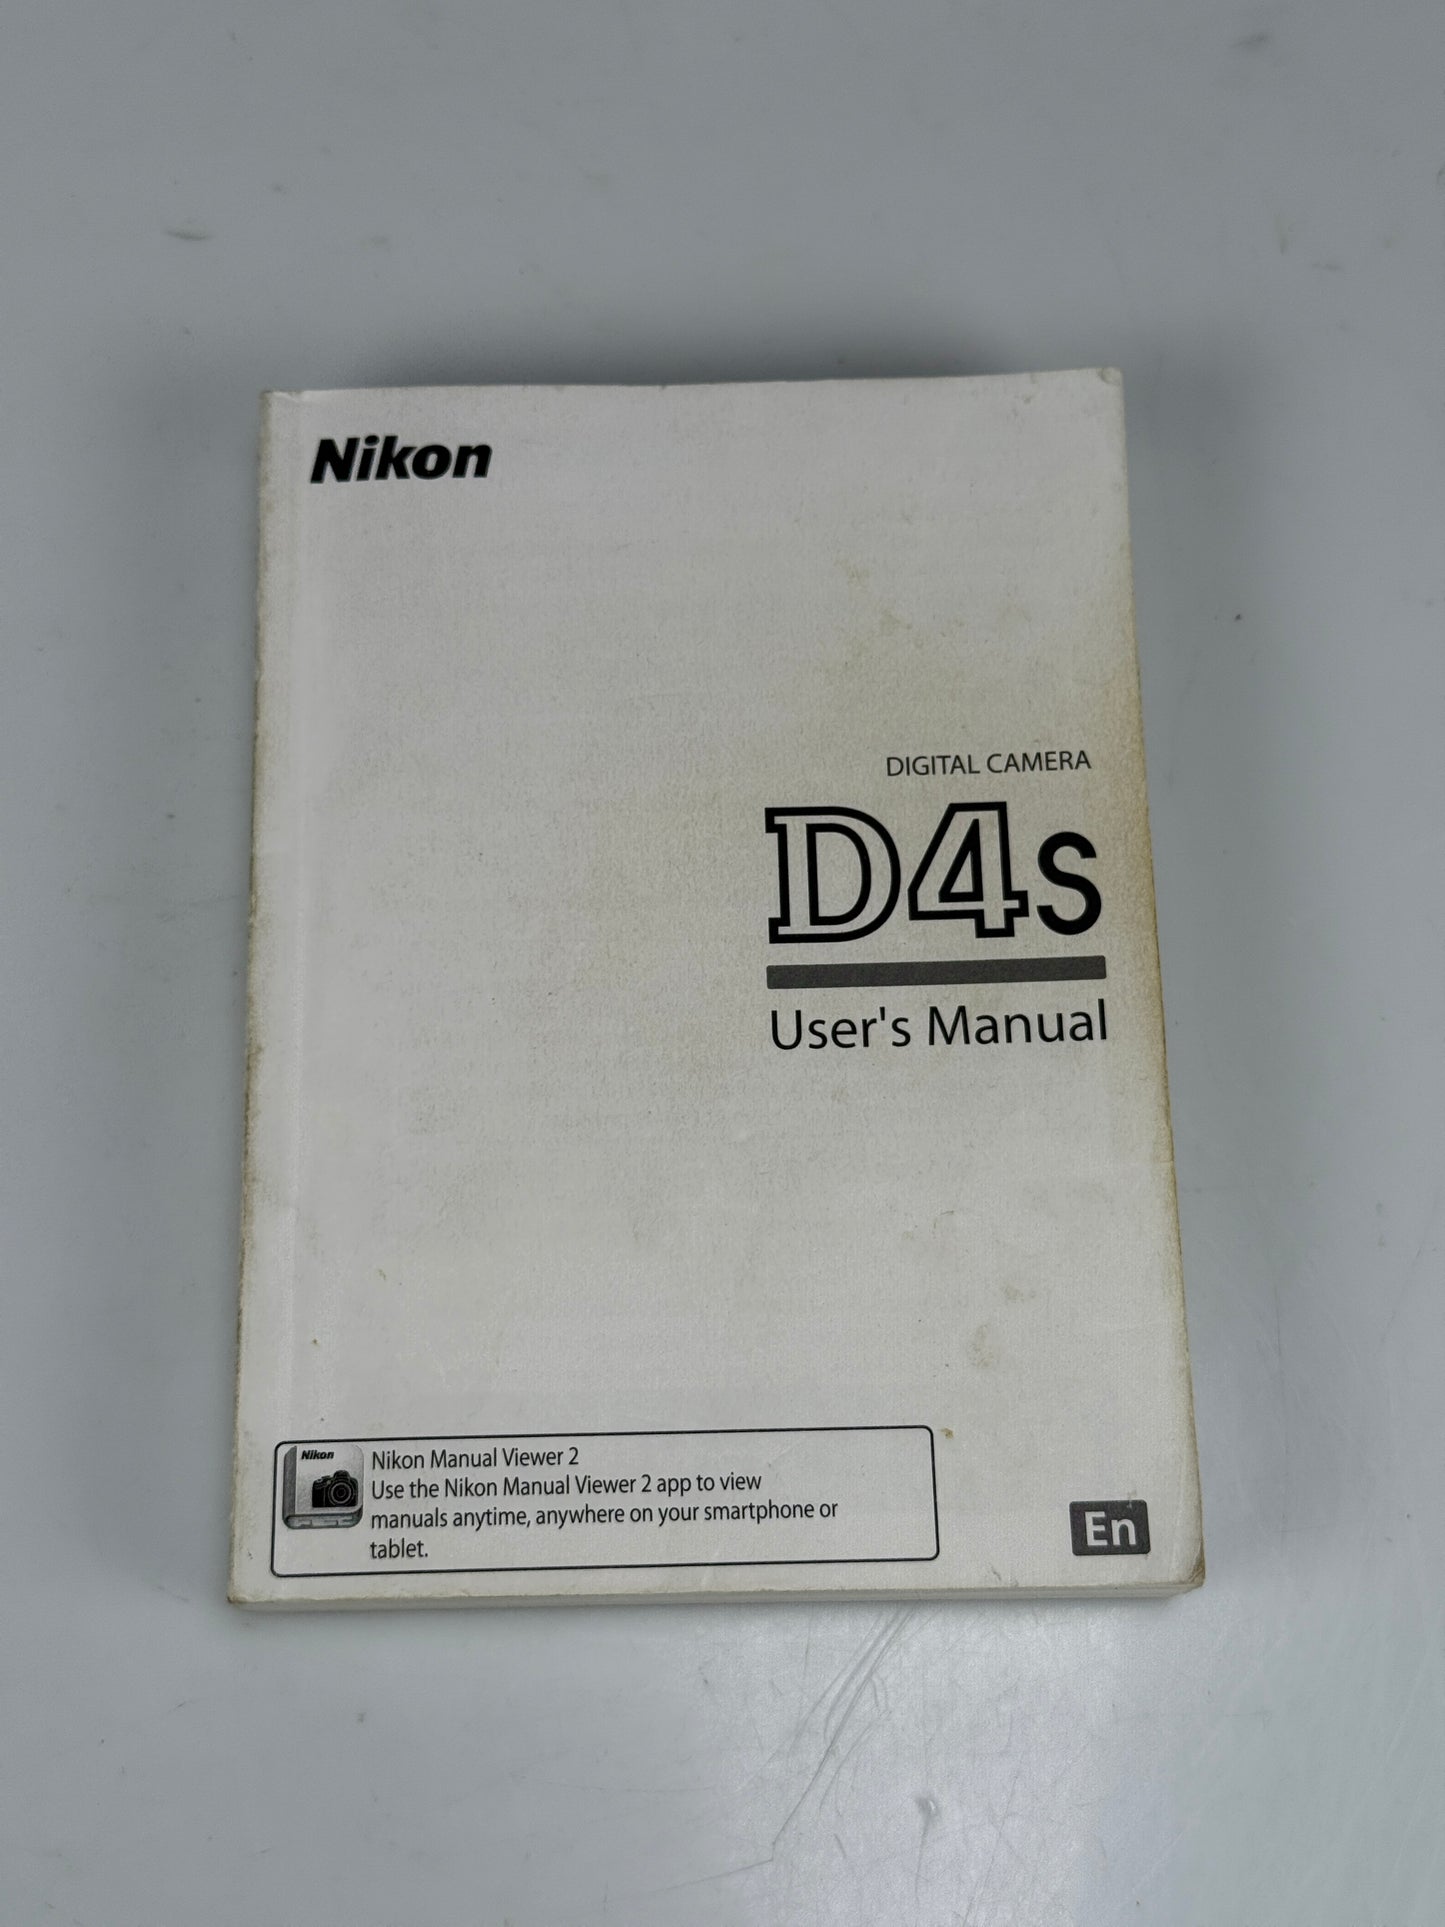 Nikon
DIGITAL CAMERA
D4s
User's Manual
Nikon
Nikon Manual Viewer 2
Use the Nikon Manual Viewer 2 app to view
manuals anytime, anywhere on your smartphone or
tablet.
En